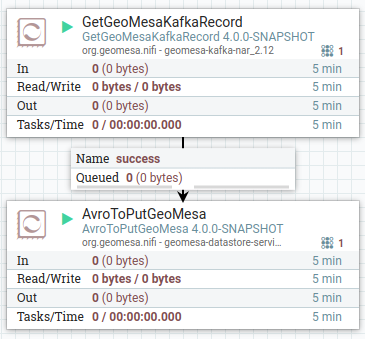 GetGeoMesaKafkaRecord
GetGeoMesaKafkaRecord 4.0.0-SNAPSHOT
org.geomesa.nifi - geomesa-kafka-nar_2.12 1
In 0 (0 bytes) 5 min
Read/Write 0 bytes / 0 bytes 5 min
Out 0 (0 bytes) 5 min
Tasks/Time 0 / 00:00:00.000 5 min
Name success
Queued 0 (0 bytes)
AvroToPutGeoMesa
AvroToPutGeoMesa 4.0.0-SNAPSHOT
org.geomesa.nifi - geomesa-datastore-servi... 1
In 0 (0 bytes) 5 min
Read/Write 0 bytes / 0 bytes 5 min
Out 0 (0 bytes) 5 min
Tasks/Time 0 / 00:00:00.000 5 min